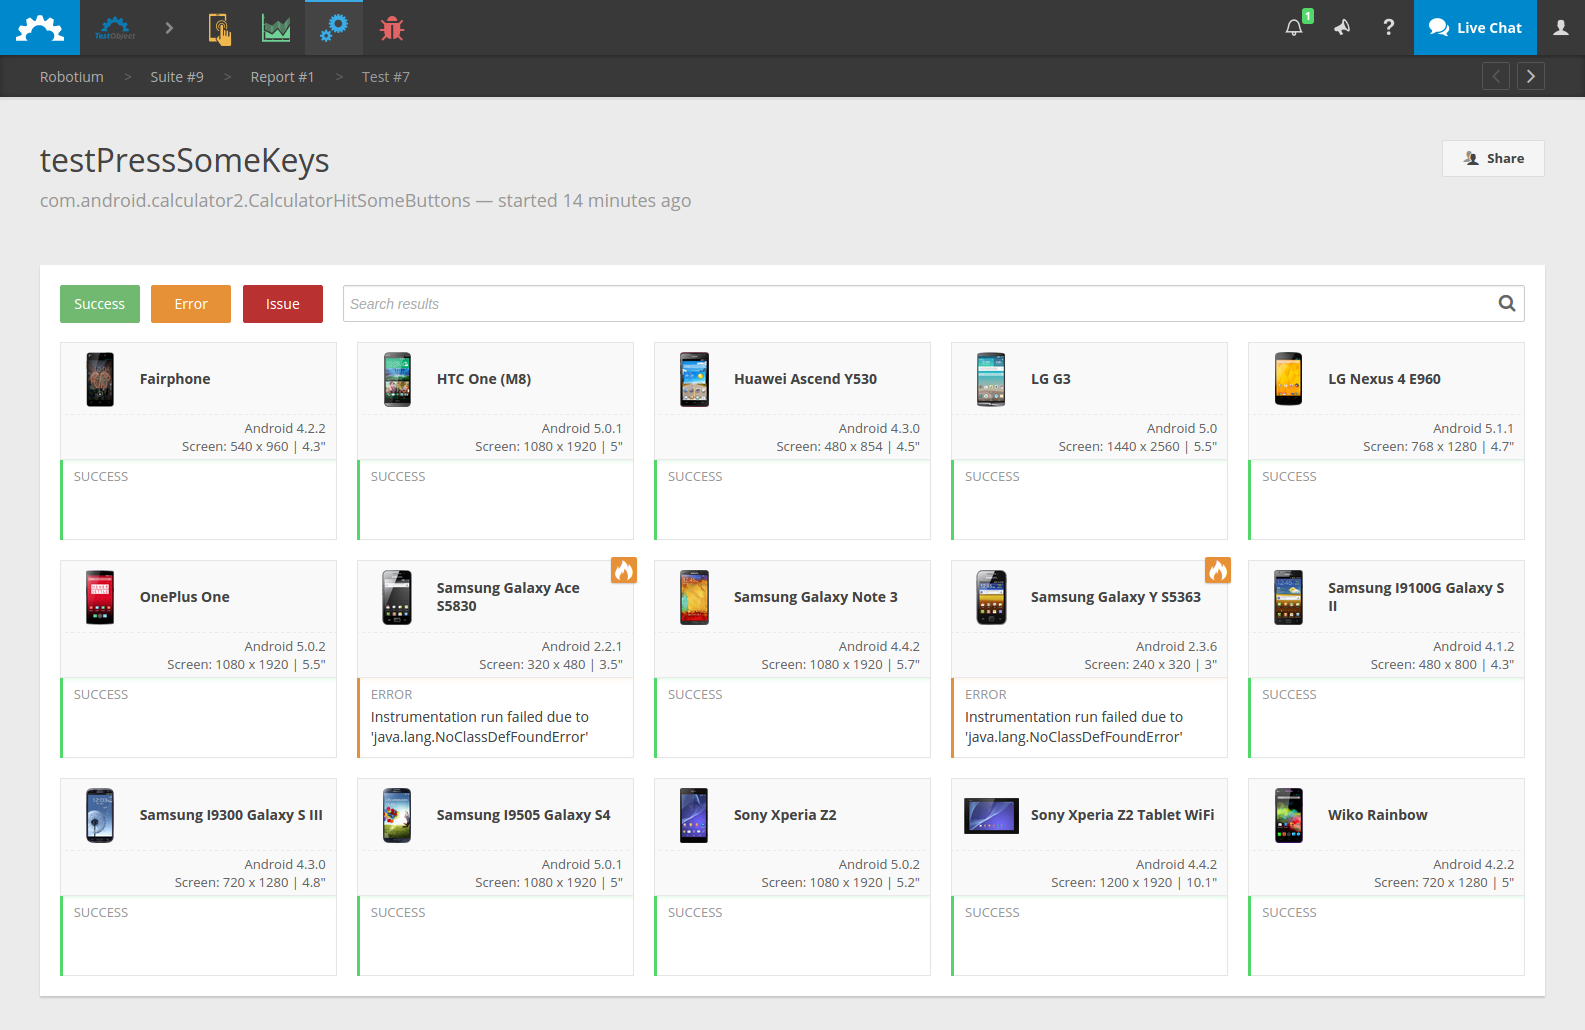 TestObject
1
?
Live Chat
Robotium > Suite #9 > Report #1 > Test #7
testPressSomeKeys
Share
com.android.calculator2.CalculatorHitSomeButtons — started 14 minutes ago
Success
Error
Issue
Search results
Fairphone
Android 4.2.2
Screen: 540 x 960 | 4.3"
SUCCESS
HTC One (M8)
Android 5.0.1
Screen: 1080 x 1920 | 5"
SUCCESS
Huawei Ascend Y530
Android 4.3.0
Screen: 480 x 854 | 4.5"
SUCCESS
LG G3
Android 5.0
Screen: 1440 x 2560 | 5.5"
SUCCESS
LG Nexus 4 E960
Android 5.1.1
Screen: 768 x 1280 | 4.7"
SUCCESS
OnePlus One
Android 5.0.2
Screen: 1080 x 1920 | 5.5"
SUCCESS
Samsung Galaxy Ace
S5830
Android 2.2.1
Screen: 320 x 480 | 3.5"
ERROR
Instrumentation run failed due to
'java.lang.NoClassDefFoundError'
Samsung Galaxy Note 3
Android 4.4.2
Screen: 1080 x 1920 | 5.7"
SUCCESS
Samsung Galaxy Y S5363
Android 2.3.6
Screen: 240 x 320 | 3"
ERROR
Instrumentation run failed due to
'java.lang.NoClassDefFoundError'
Samsung I9100G Galaxy S
II
Android 4.1.2
Screen: 480 x 800 | 4.3"
SUCCESS
Samsung I9300 Galaxy S III
Android 4.3.0
Screen: 720 x 1280 | 4.8"
SUCCESS
Samsung I9505 Galaxy S4
Android 5.0.1
Screen: 1080 x 1920 | 5"
SUCCESS
Sony Xperia Z2
Android 5.0.2
Screen: 1080 x 1920 | 5.2"
SUCCESS
Sony Xperia Z2 Tablet WiFi
Android 4.4.2
Screen: 1200 x 1920 | 10.1"
SUCCESS
Wiko Rainbow
Android 4.2.2
Screen: 720 x 1280 | 5"
SUCCESS